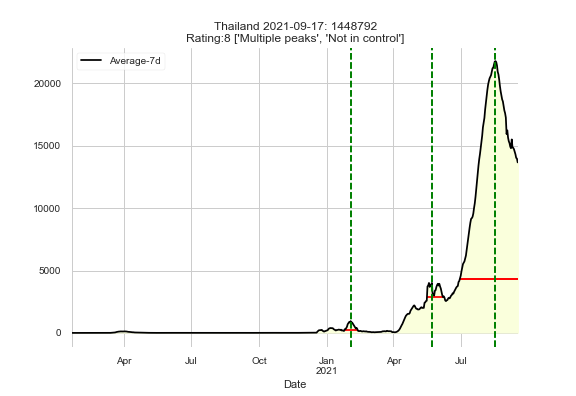 Thailand 2021-09-17: 1448792
Rating:8 ['Multiple peaks', 'Not in control']
Average-7d
20000
15000
10000
5000
0
Apr Jul Oct Jan Apr Jul
2021
Date